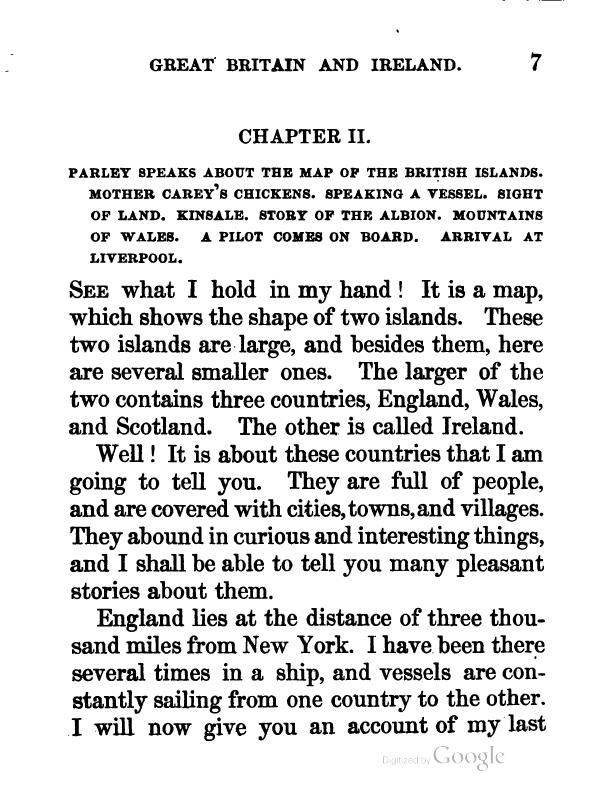 GREAT BRITAIN AND IRELAND. 7
CHAPTER II.
PARLEY SPEAKS ABOUT THE MAP OF THE BRITISH ISLANDS.
MOTHER CAREY'S CHICKENS. SPEAKING A VESSEL. SIGHT
OF LAND. KINSALE. STORY OF THE ALBION. MOUNTAINS
OF WALES. A PILOT COMES ON BOARD. ARRIVAL AT
LIVERPOOL.
SEE what I hold in my hand! It is a map,
which shows the shape of two islands. These
two islands are large, and besides them, here
are several smaller ones. The larger of the
two contains three countries, England, Wales,
and Scotland. The other is called Ireland.
Well! It is about these countries that I am
going to tell you. They are full of people,
and are covered with cities, towns, and villages.
They abound in curious and interesting things,
and I shall be able to tell you many pleasant
stories about them.
England lies at the distance of three thou-
sand miles from New York. I have been there
several times in a ship, and vessels are con-
stantly sailing from one country to the other.
I will now give you an account of my last
Digitized by Google